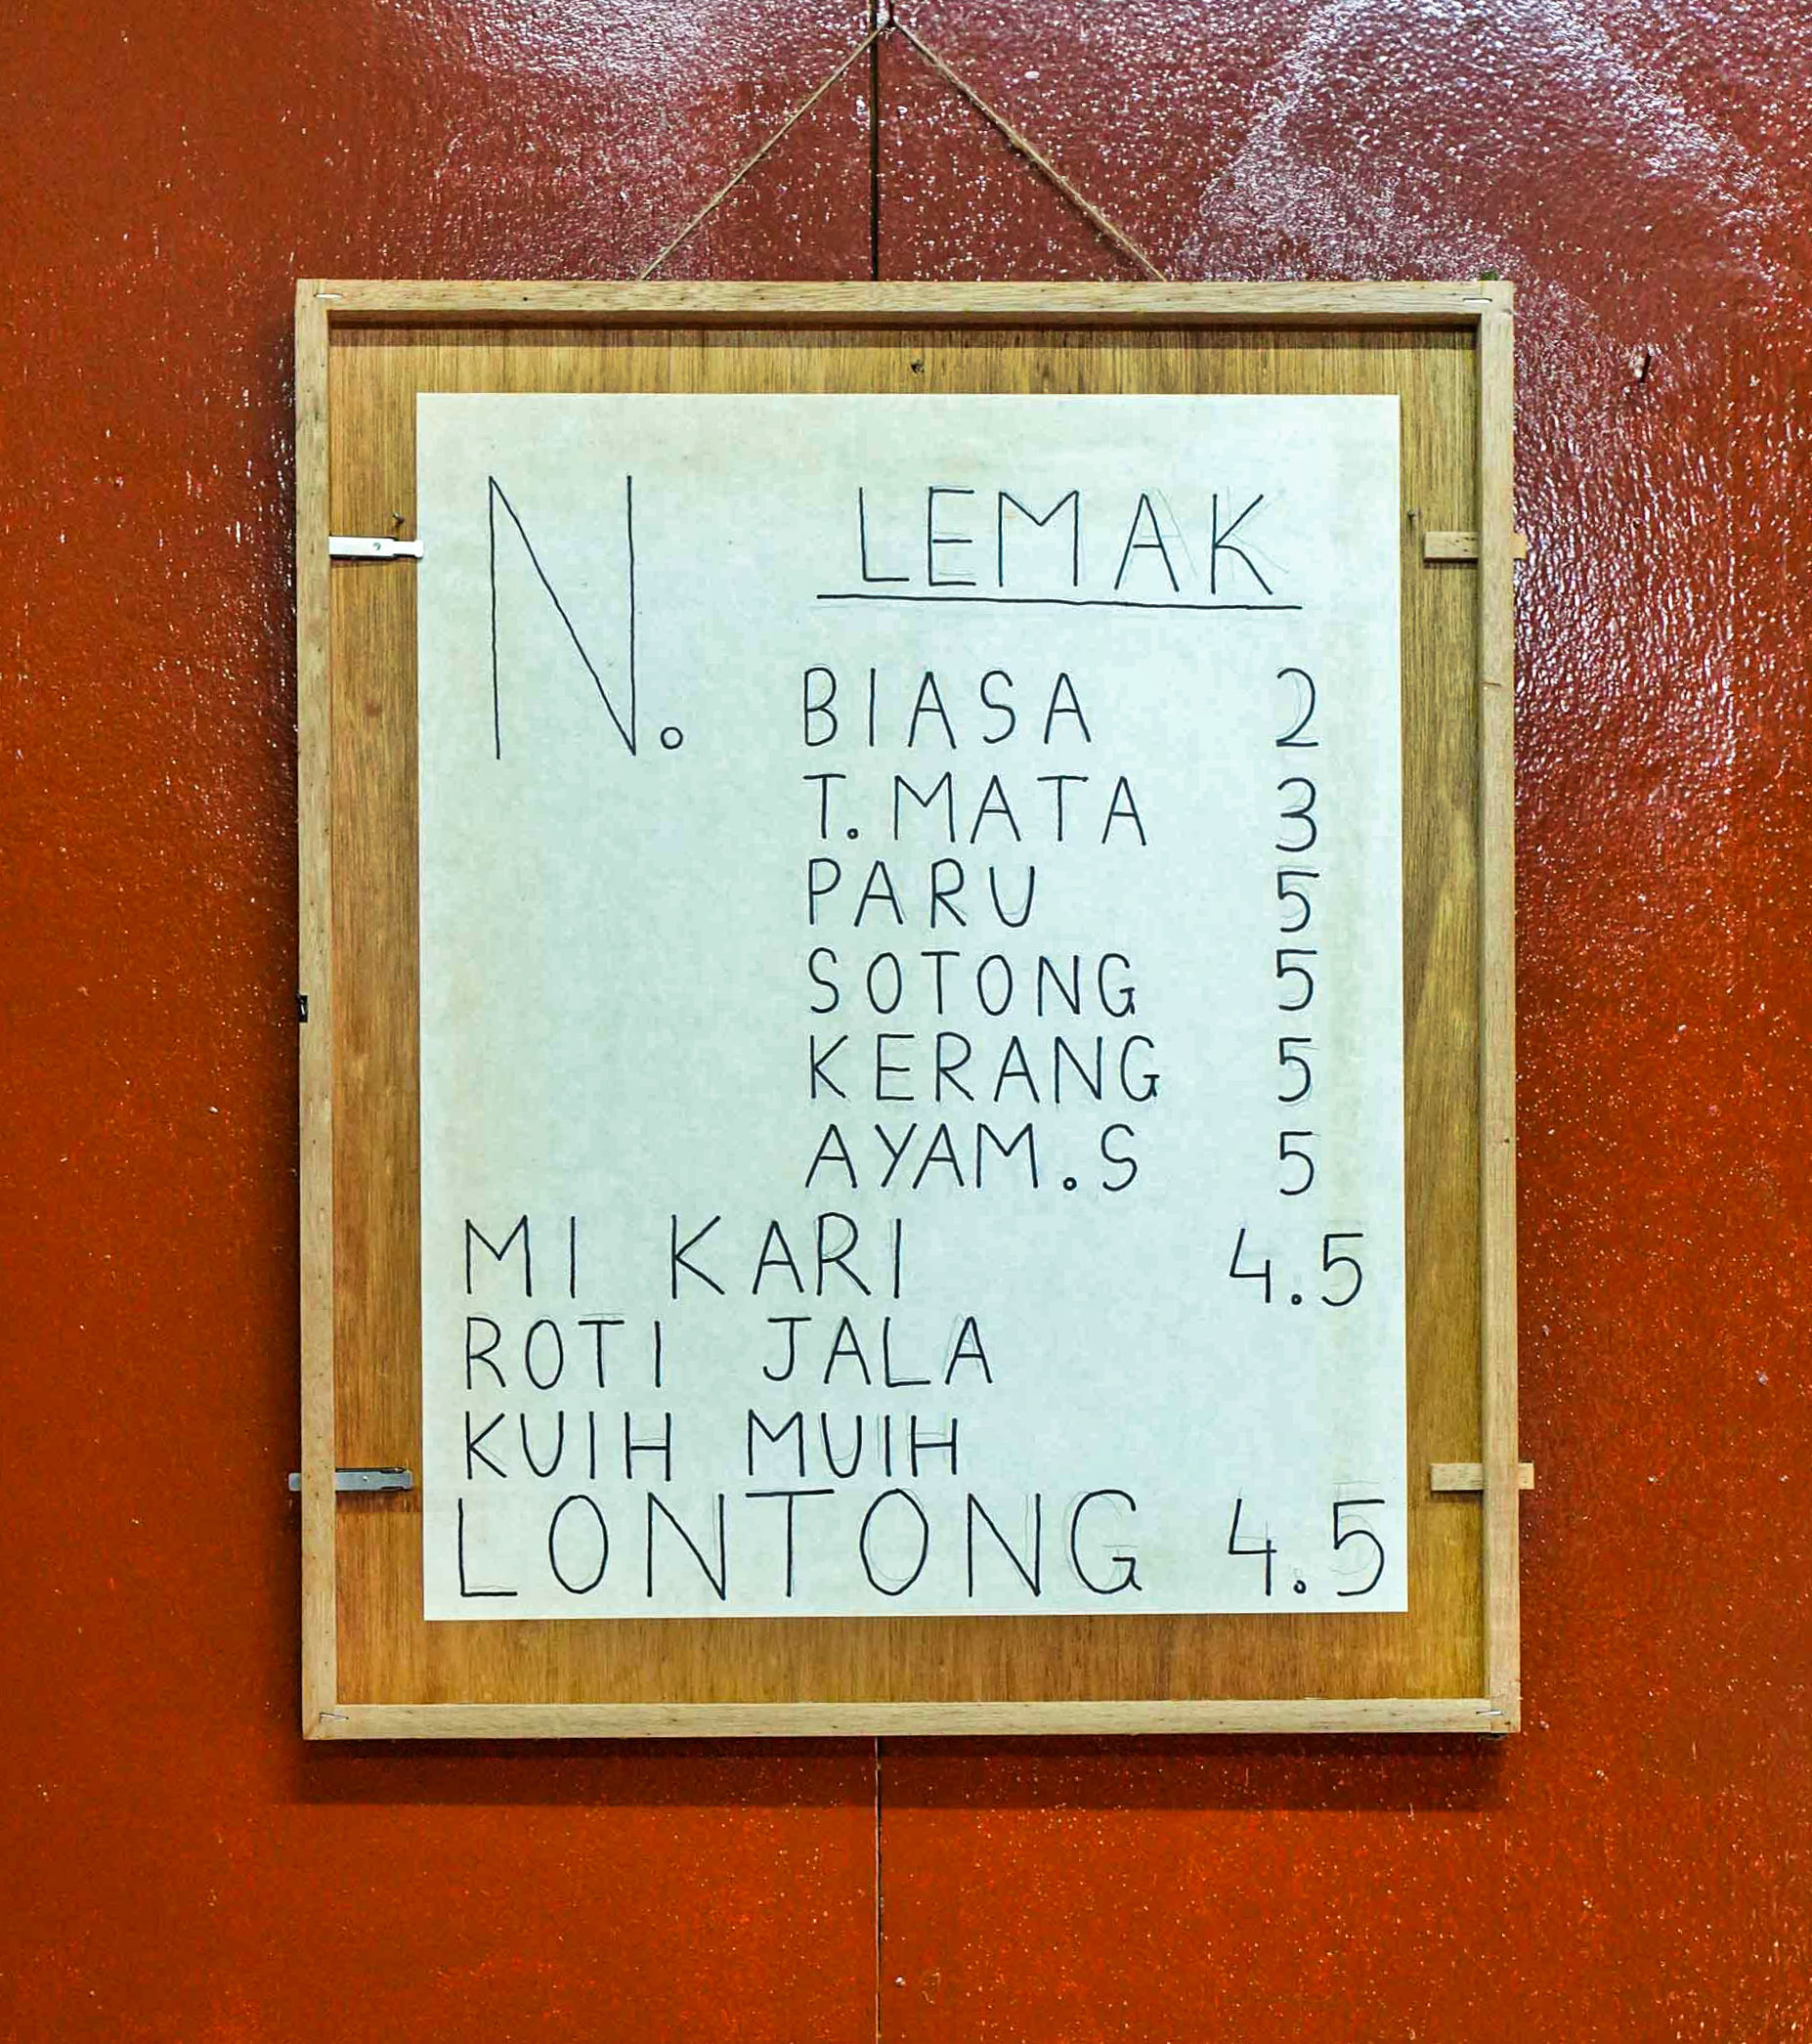 N. LEMAK
BIASA 2
T.MATA 3
PARU 5
SOTONG 5
KERANG 5
AYAM.S 5
MI KARI 4.5
ROTI JALA
KUIH MUIH
LONTONG 4.5